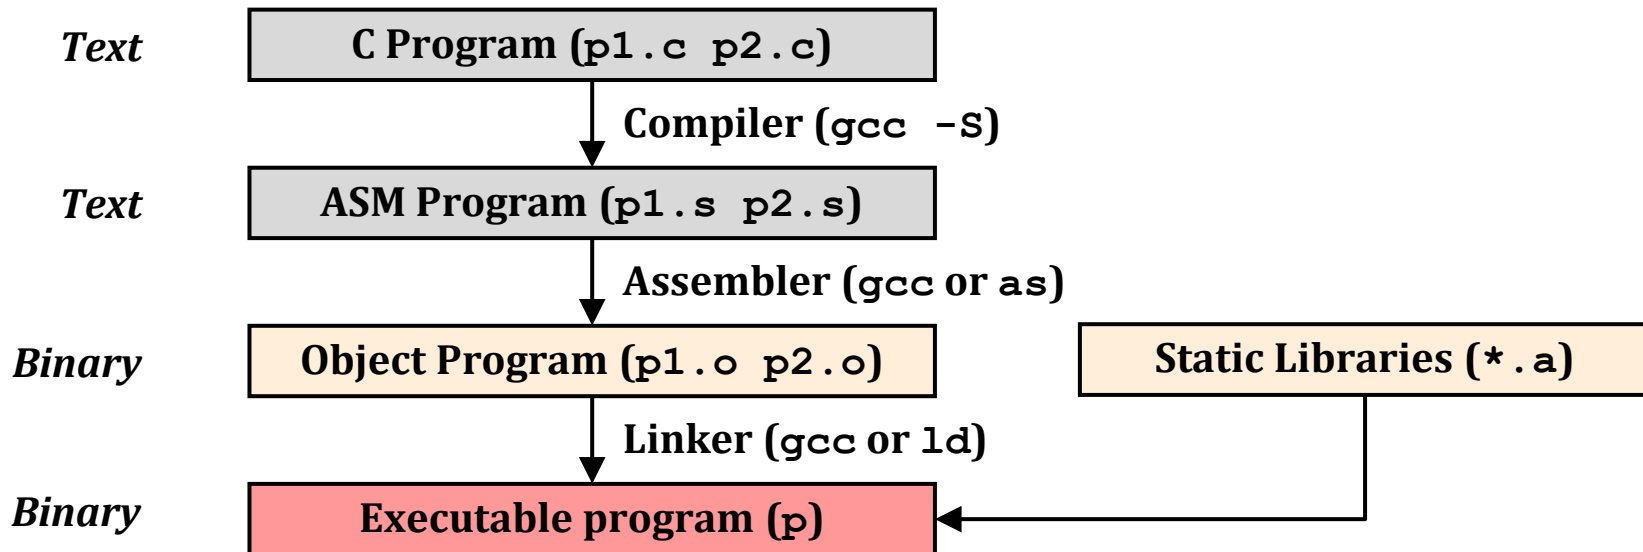 Text C Program (p1.c p2.c)
Compiler (gcc -S)
Text ASM Program (p1.s p2.s)
Assembler (gcc or as)
Binary Object Program (p1.o p2.o) Static Libraries (*.a)
Linker (gcc or ld)
Binary Executable program (p)